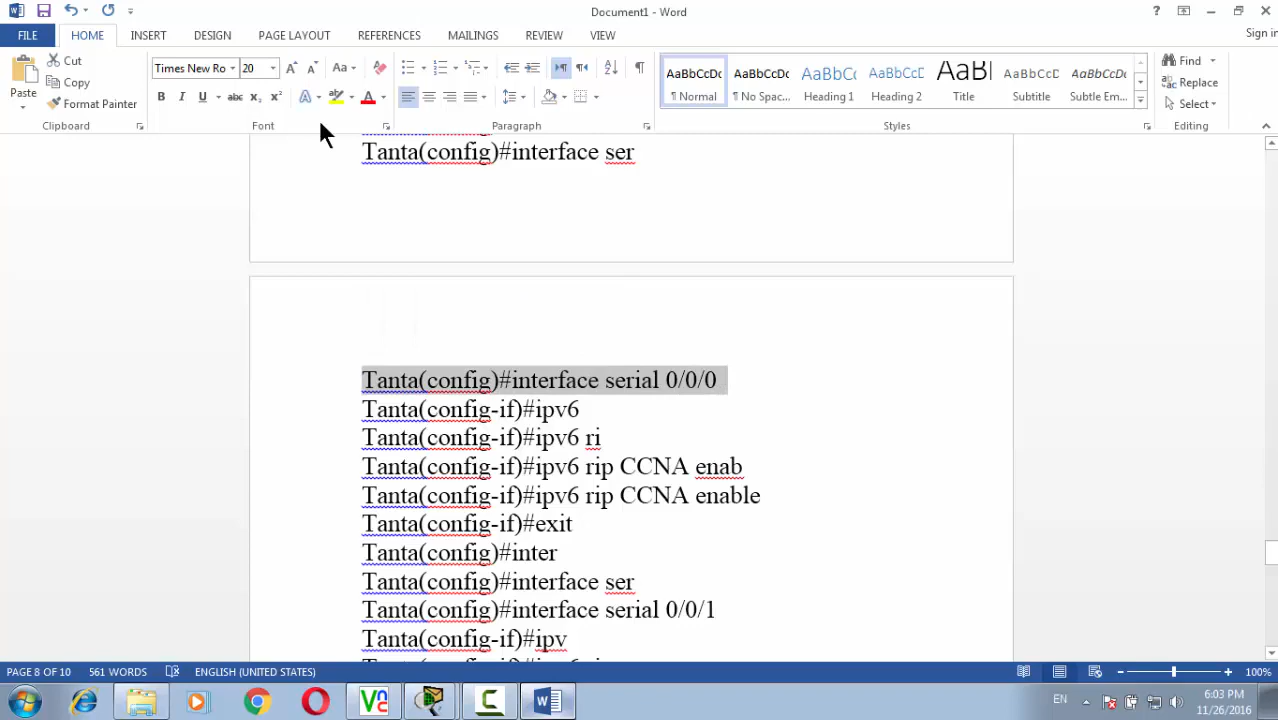 Document1 - Word
Sign in
FILE HOME INSERT DESIGN PAGE LAYOUT REFERENCES MAILINGS REVIEW VIEW
Paste
Cut
Copy
Format Painter
Clipboard
Times New Ro 20
Font
Paragraph
AaBbCcDc
¶ Normal
AaBbCcDc
¶ No Spac...
AaBbCc
Heading 1
AaBbCcE
Heading 2
AaBl
Title
AaBbCcD
Subtitle
AaBbCcDt
Subtle Em...
Styles
Find
Replace
Select
Editing
Tanta(config)#interface ser
Tanta(config)#interface serial 0/0/0
Tanta(config-if)#ipv6
Tanta(config-if)#ipv6 ri
Tanta(config-if)#ipv6 rip CCNA enab
Tanta(config-if)#ipv6 rip CCNA enable
Tanta(config-if)#exit
Tanta(config)#inter
Tanta(config)#interface ser
Tanta(config)#interface serial 0/0/1
Tanta(config-if)#ipv
PAGE 8 OF 10 561 WORDS ENGLISH (UNITED STATES) 100%
EN
6:03 PM
11/26/2016